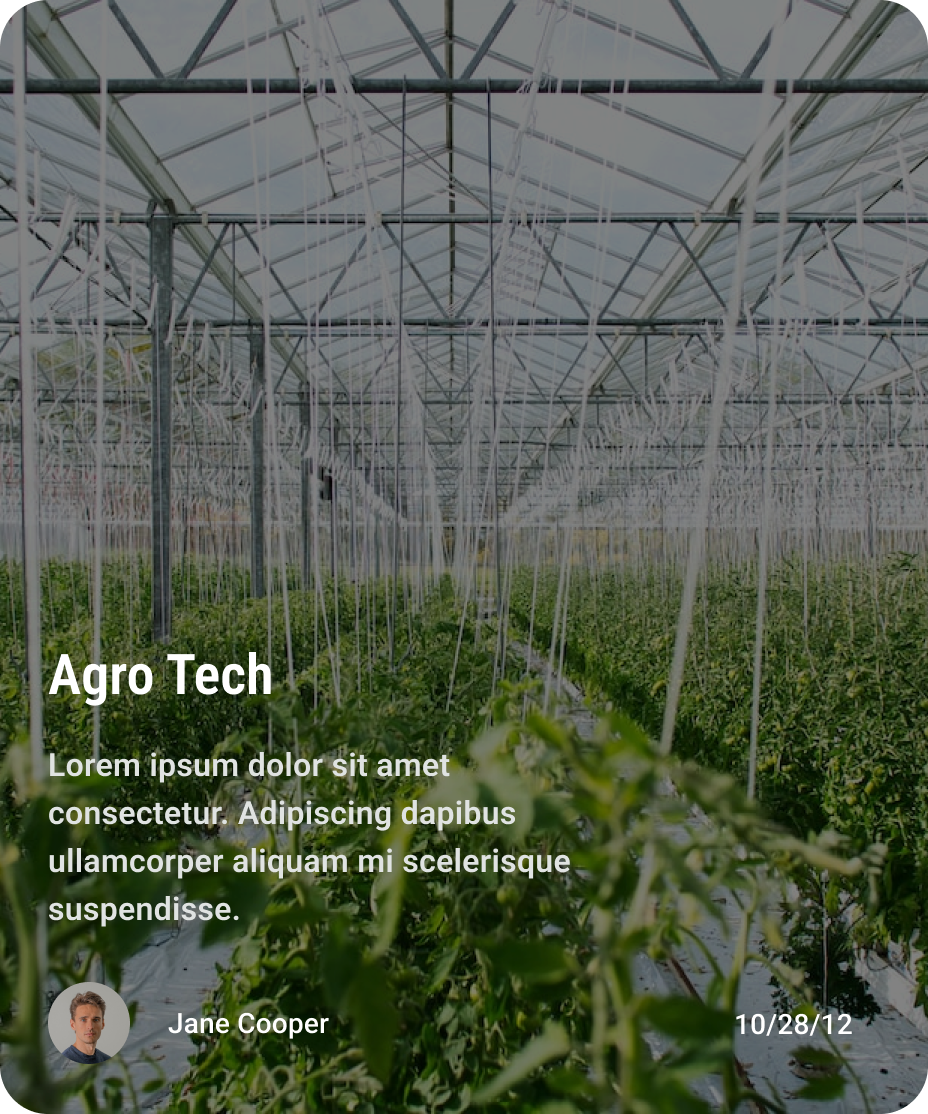 Agro Tech
Lorem ipsum dolor sit amet
consectetur. Adipiscing dapibus
ullamcorper aliquam mi scelerisque
suspendisse.
Jane Cooper 10/28/12